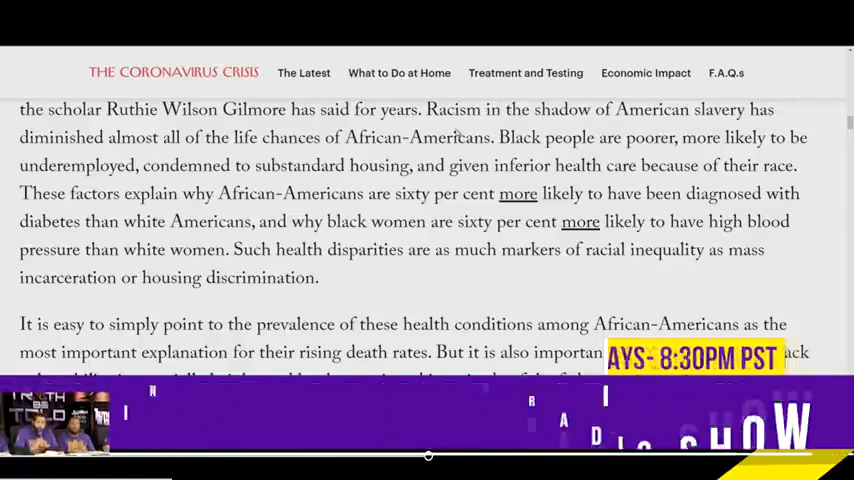 THE CORONAVIRUS CRISIS The Latest What to Do at Home Treatment and Testing Economic Impact F.A.Q.s
the scholar Ruthie Wilson Gilmore has said for years. Racism in the shadow of American slavery has
diminished almost all of the life chances of African-Americans. Black people are poorer, more likely to be
underemployed, condemned to substandard housing, and given inferior health care because of their race.
These factors explain why African-Americans are sixty per cent more likely to have been diagnosed with
diabetes than white Americans, and why black women are sixty per cent more likely to have high blood
pressure than white women. Such health disparities are as much markers of racial inequality as mass
incarceration or housing discrimination.
It is easy to simply point to the prevalence of these health conditions among African-Americans as the
most important explanation for their rising death rates. But it is also importan
AYS- 8:30PM PST
TRUTH
BE
TOLD
I N
RADIO SHOW